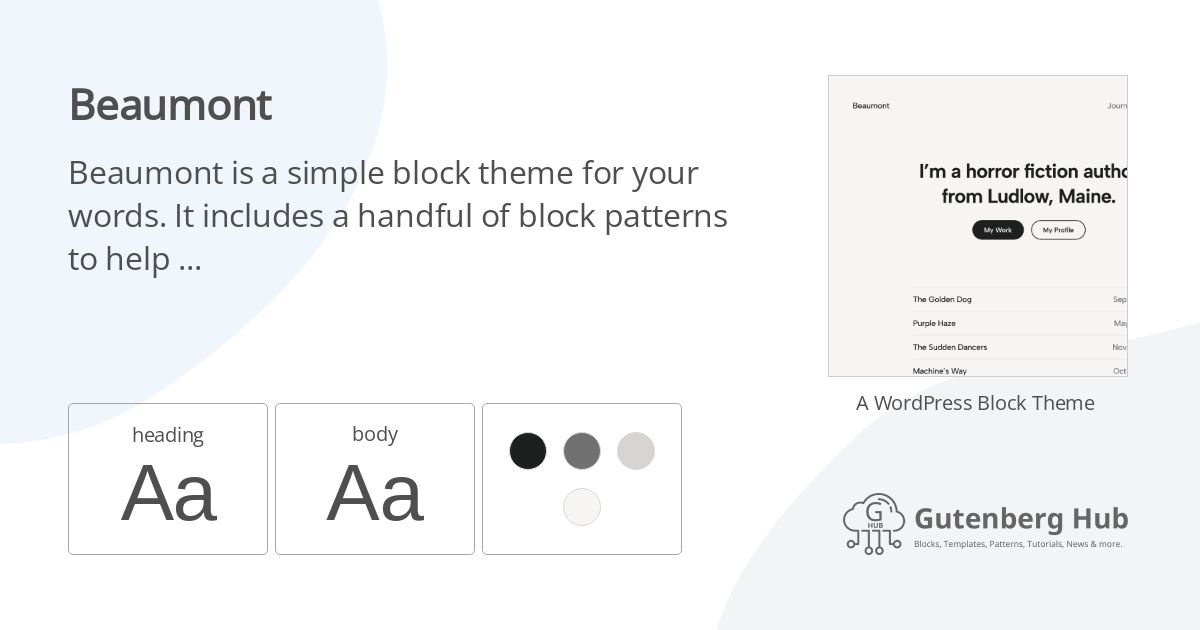 Beaumont
Beaumont is a simple block theme for your
words. It includes a handful of block patterns
to help ...
Beaumont
Journ
I'm a horror fiction autho
from Ludlow, Maine.
My Work
My Profile
The Golden Dog
Sep
Purple Haze
May
The Sudden Dancers
Nov
Machine's Way
Oct
A WordPress Block Theme
heading
Aa
body
Aa
G
HUB
Gutenberg Hub
Blocks, Templates, Patterns, Tutorials, News & more.